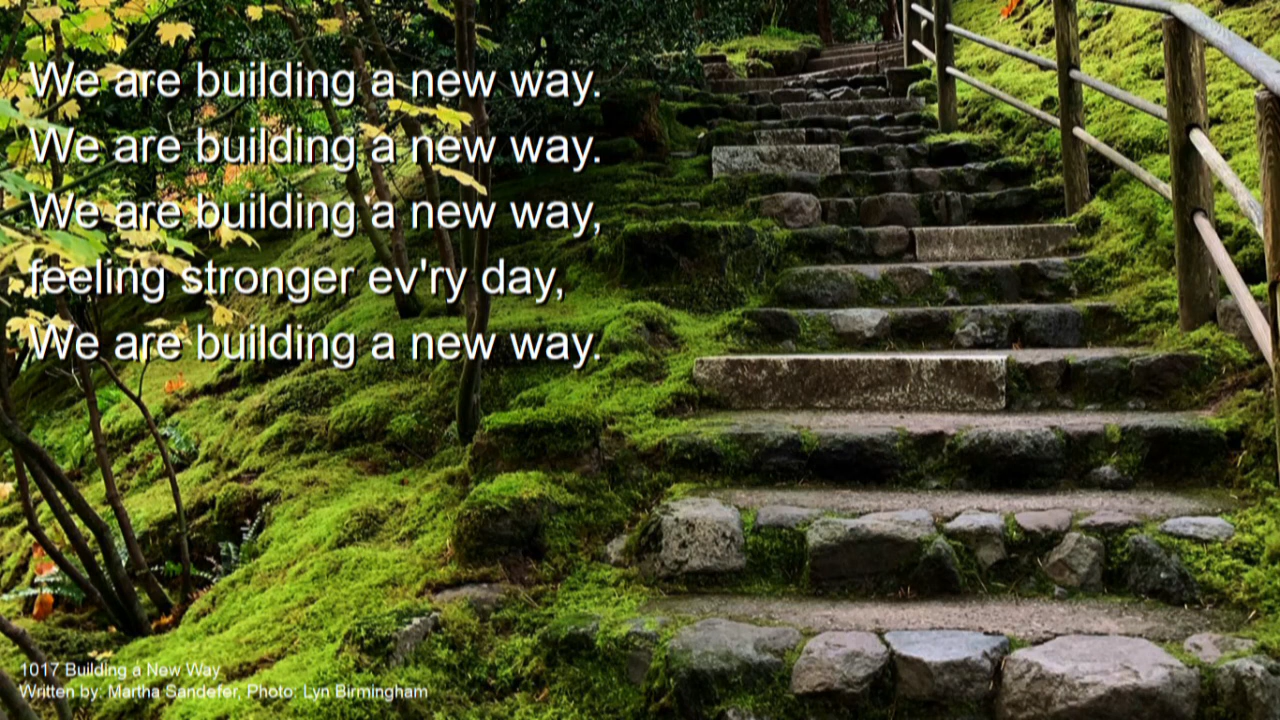 We are building a new way.
We are building a new way.
We are building a new way,
feeling stronger ev'ry day,
We are building a new way.
1017 Building a New Way
Written by: Martha Sandefer, Photo: Lyn Birmingham